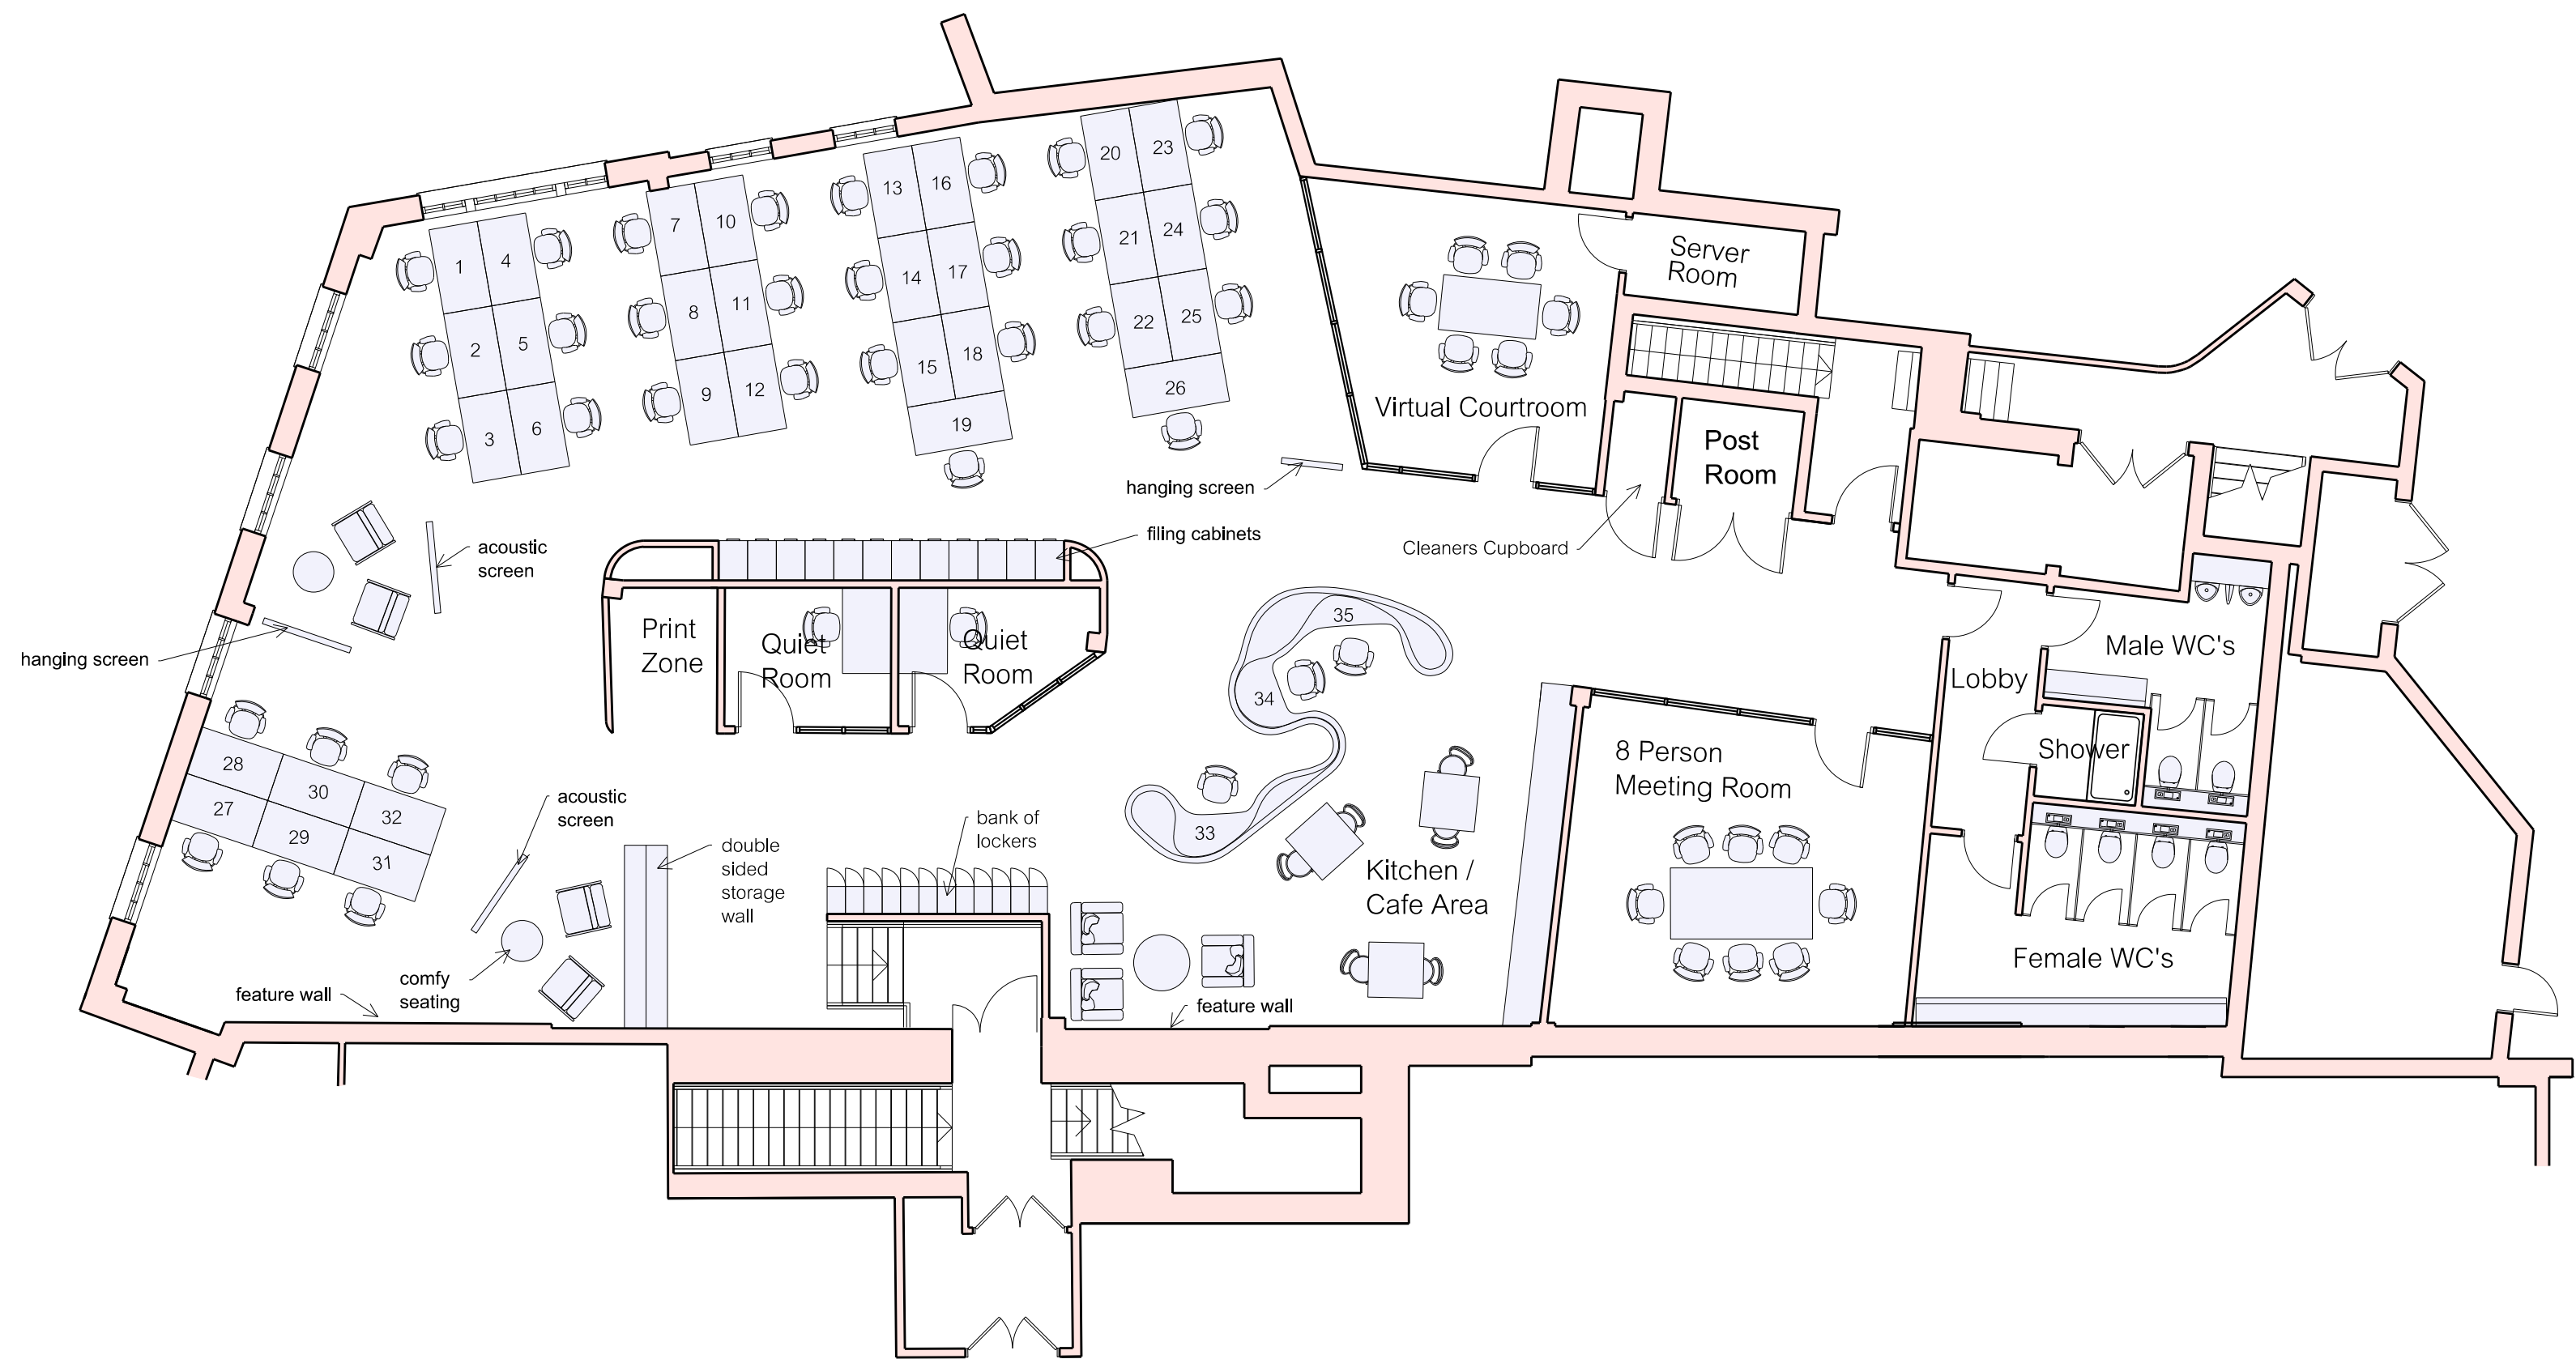 1
4
2
5
3
6
7
10
8
11
9
12
13
16
14
17
15
18
19
20
23
21
24
22
25
26
Server
Room
Virtual Courtroom
Post
Room
hanging screen
filing cabinets
Cleaners Cupboard
acoustic
screen
hanging screen
Print
Zone
Quiet
Room
Quiet
Room
35
34
33
Male WC's
Lobby
Shower
8 Person
Meeting Room
28
30
32
27
29
31
acoustic
screen
double
sided
storage
wall
bank of
lockers
Kitchen /
Cafe Area
Female WC's
comfy
seating
feature wall
feature wall